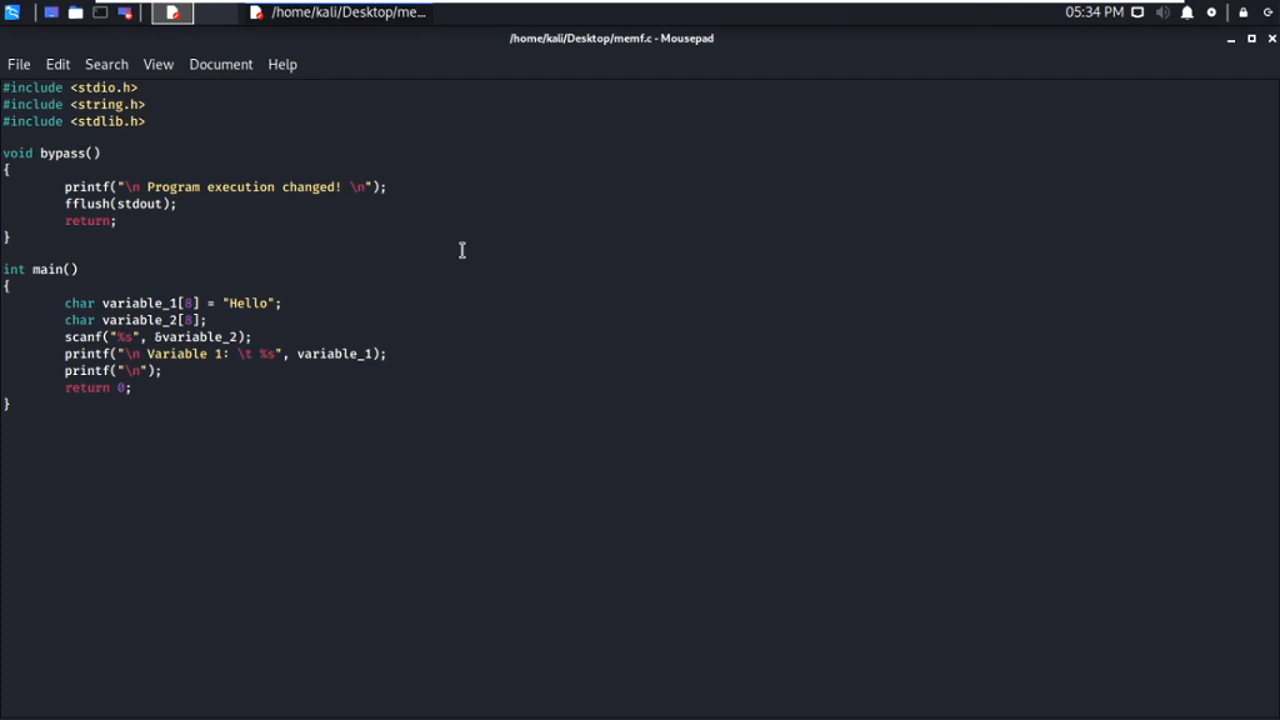 /home/kali/Desktop/me...
05:34 PM
/home/kali/Desktop/memf.c - Mousepad
File Edit Search View Document Help
#include <stdio.h>
#include <string.h>
#include <stdlib.h>
void bypass()
{
        printf("\n Program execution changed! \n");
        fflush(stdout);
        return;
}
int main()
{
        char variable_1[8] = "Hello";
        char variable_2[8];
        scanf("%s", &variable_2);
        printf("\n Variable 1: \t %s", variable_1);
        printf("\n");
        return 0;
}